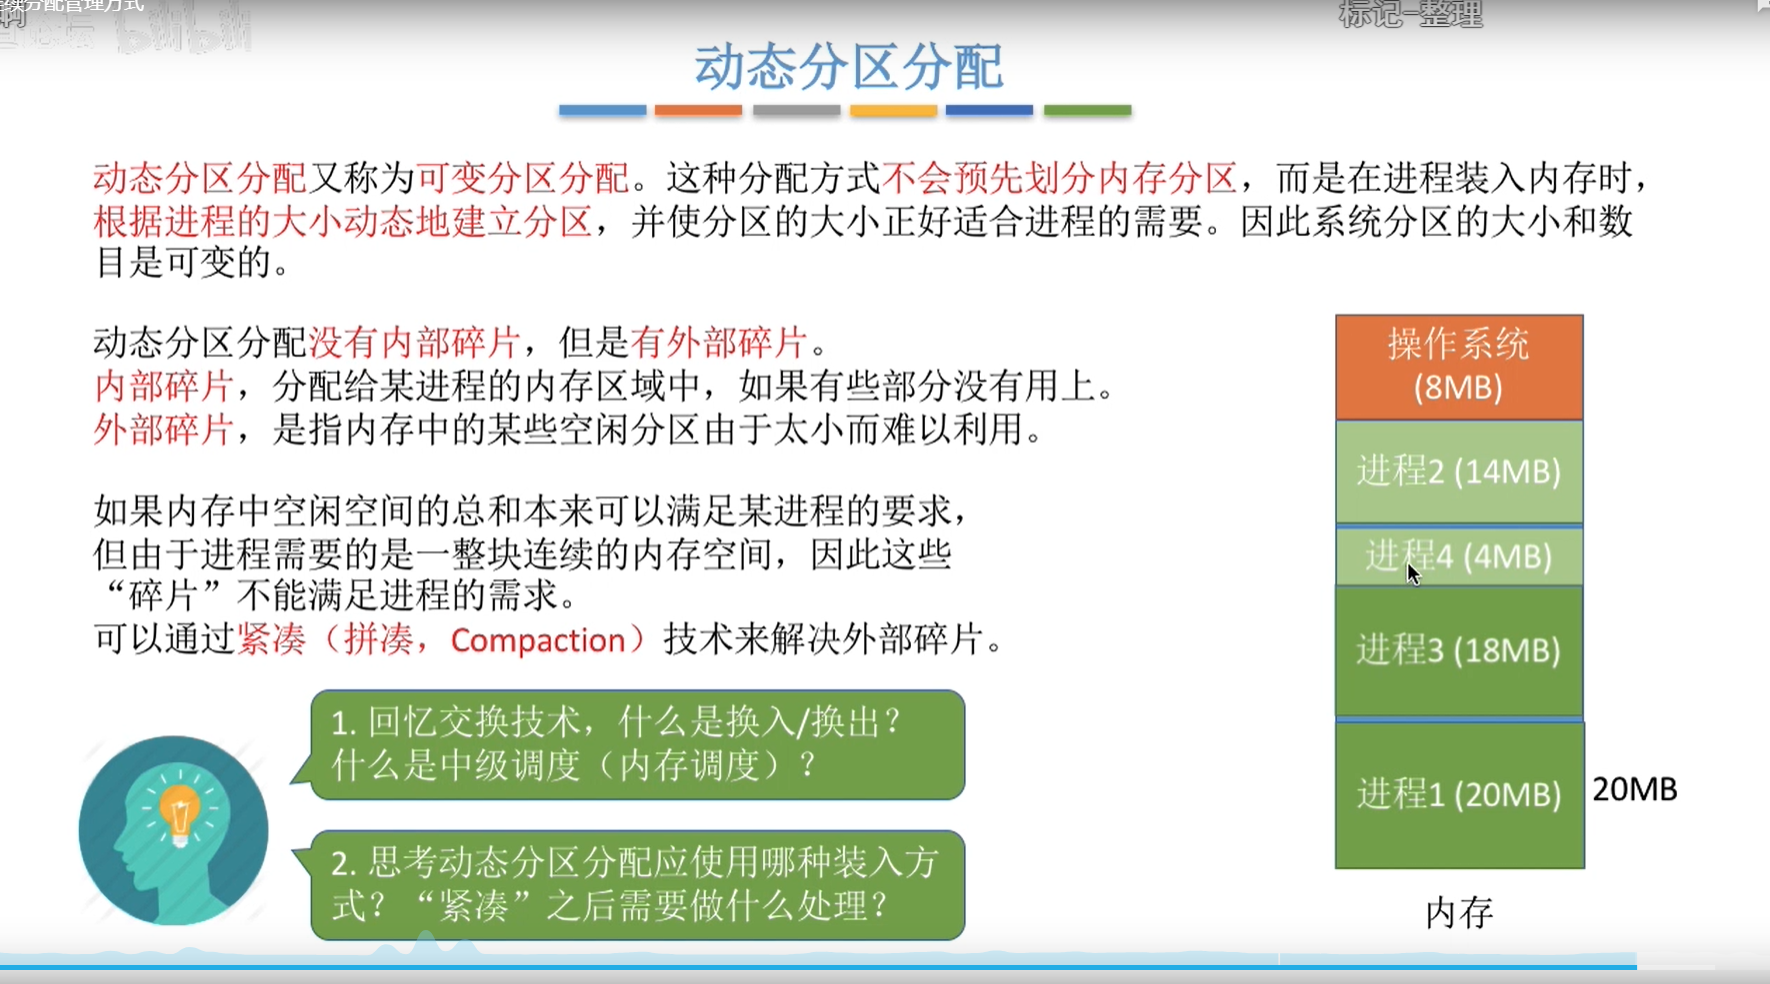 续分配管理方式
标记-整理
bilibili
动态分区分配
动态分区分配又称为可变分区分配。这种分配方式不会预先划分内存分区，而是在进程装入内存时，
根据进程的大小动态地建立分区，并使分区的大小正好适合进程的需要。因此系统分区的大小和数
目是可变的。
动态分区分配没有内部碎片，但是有外部碎片。
内部碎片，分配给某进程的内存区域中，如果有些部分没有用上。
外部碎片，是指内存中的某些空闲分区由于太小而难以利用。
如果内存中空闲空间的总和本来可以满足某进程的要求，
但由于进程需要的是一整块连续的内存空间，因此这些
“碎片”不能满足进程的需求。
可以通过紧凑（拼凑，Compaction）技术来解决外部碎片。
1. 回忆交换技术，什么是换入/换出？
什么是中级调度（内存调度）？
2. 思考动态分区分配应使用哪种装入方
式？“紧凑”之后需要做什么处理？
操作系统
(8MB)
进程2 (14MB)
进程4 (4MB)
进程3 (18MB)
进程1 (20MB)
20MB
内存